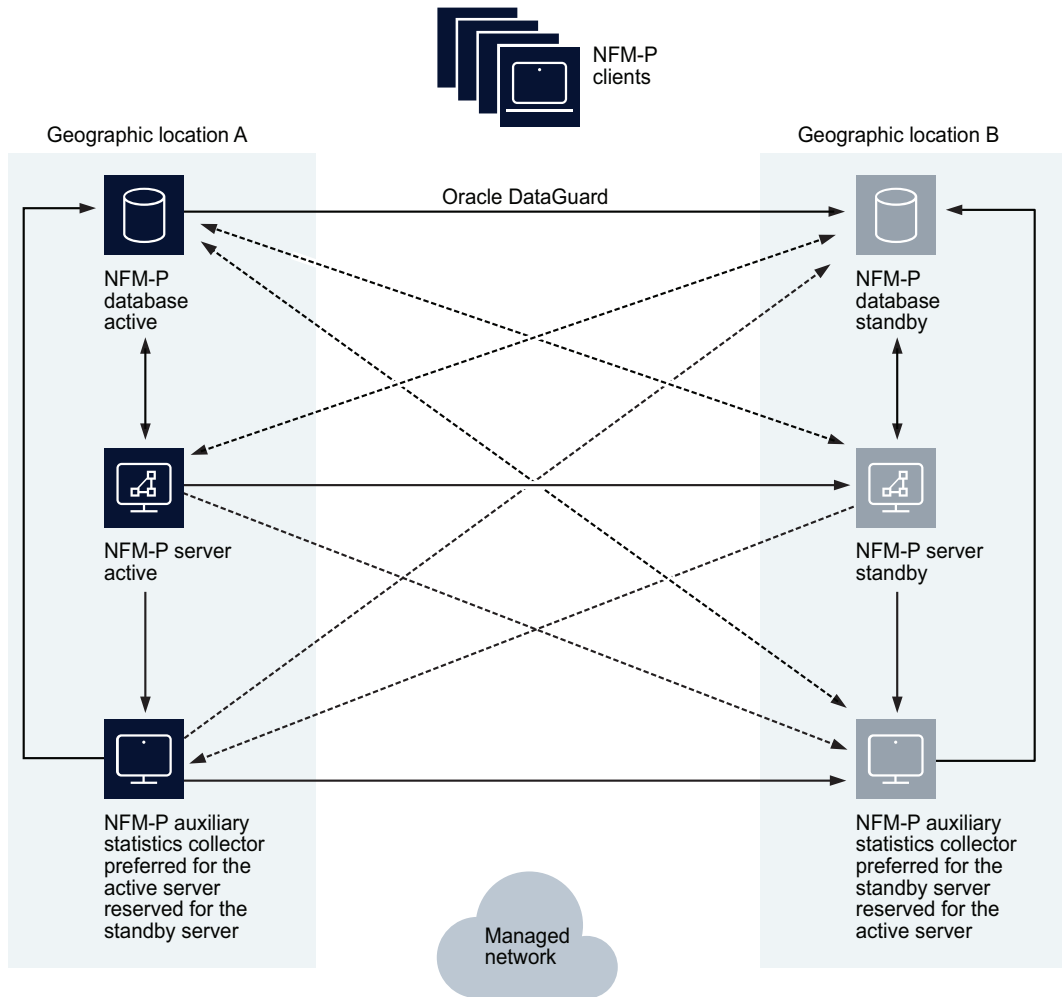 NFM-P
clients
Geographic location A
Geographic location B
Oracle DataGuard
NFM-P
database
active
NFM-P
database
standby
NFM-P server
active
NFM-P server
standby
NFM-P auxiliary
statistics collector
preferred for the
active server
reserved for the
standby server
NFM-P auxiliary
statistics collector
preferred for the
standby server
reserved for the
active server
Managed
network